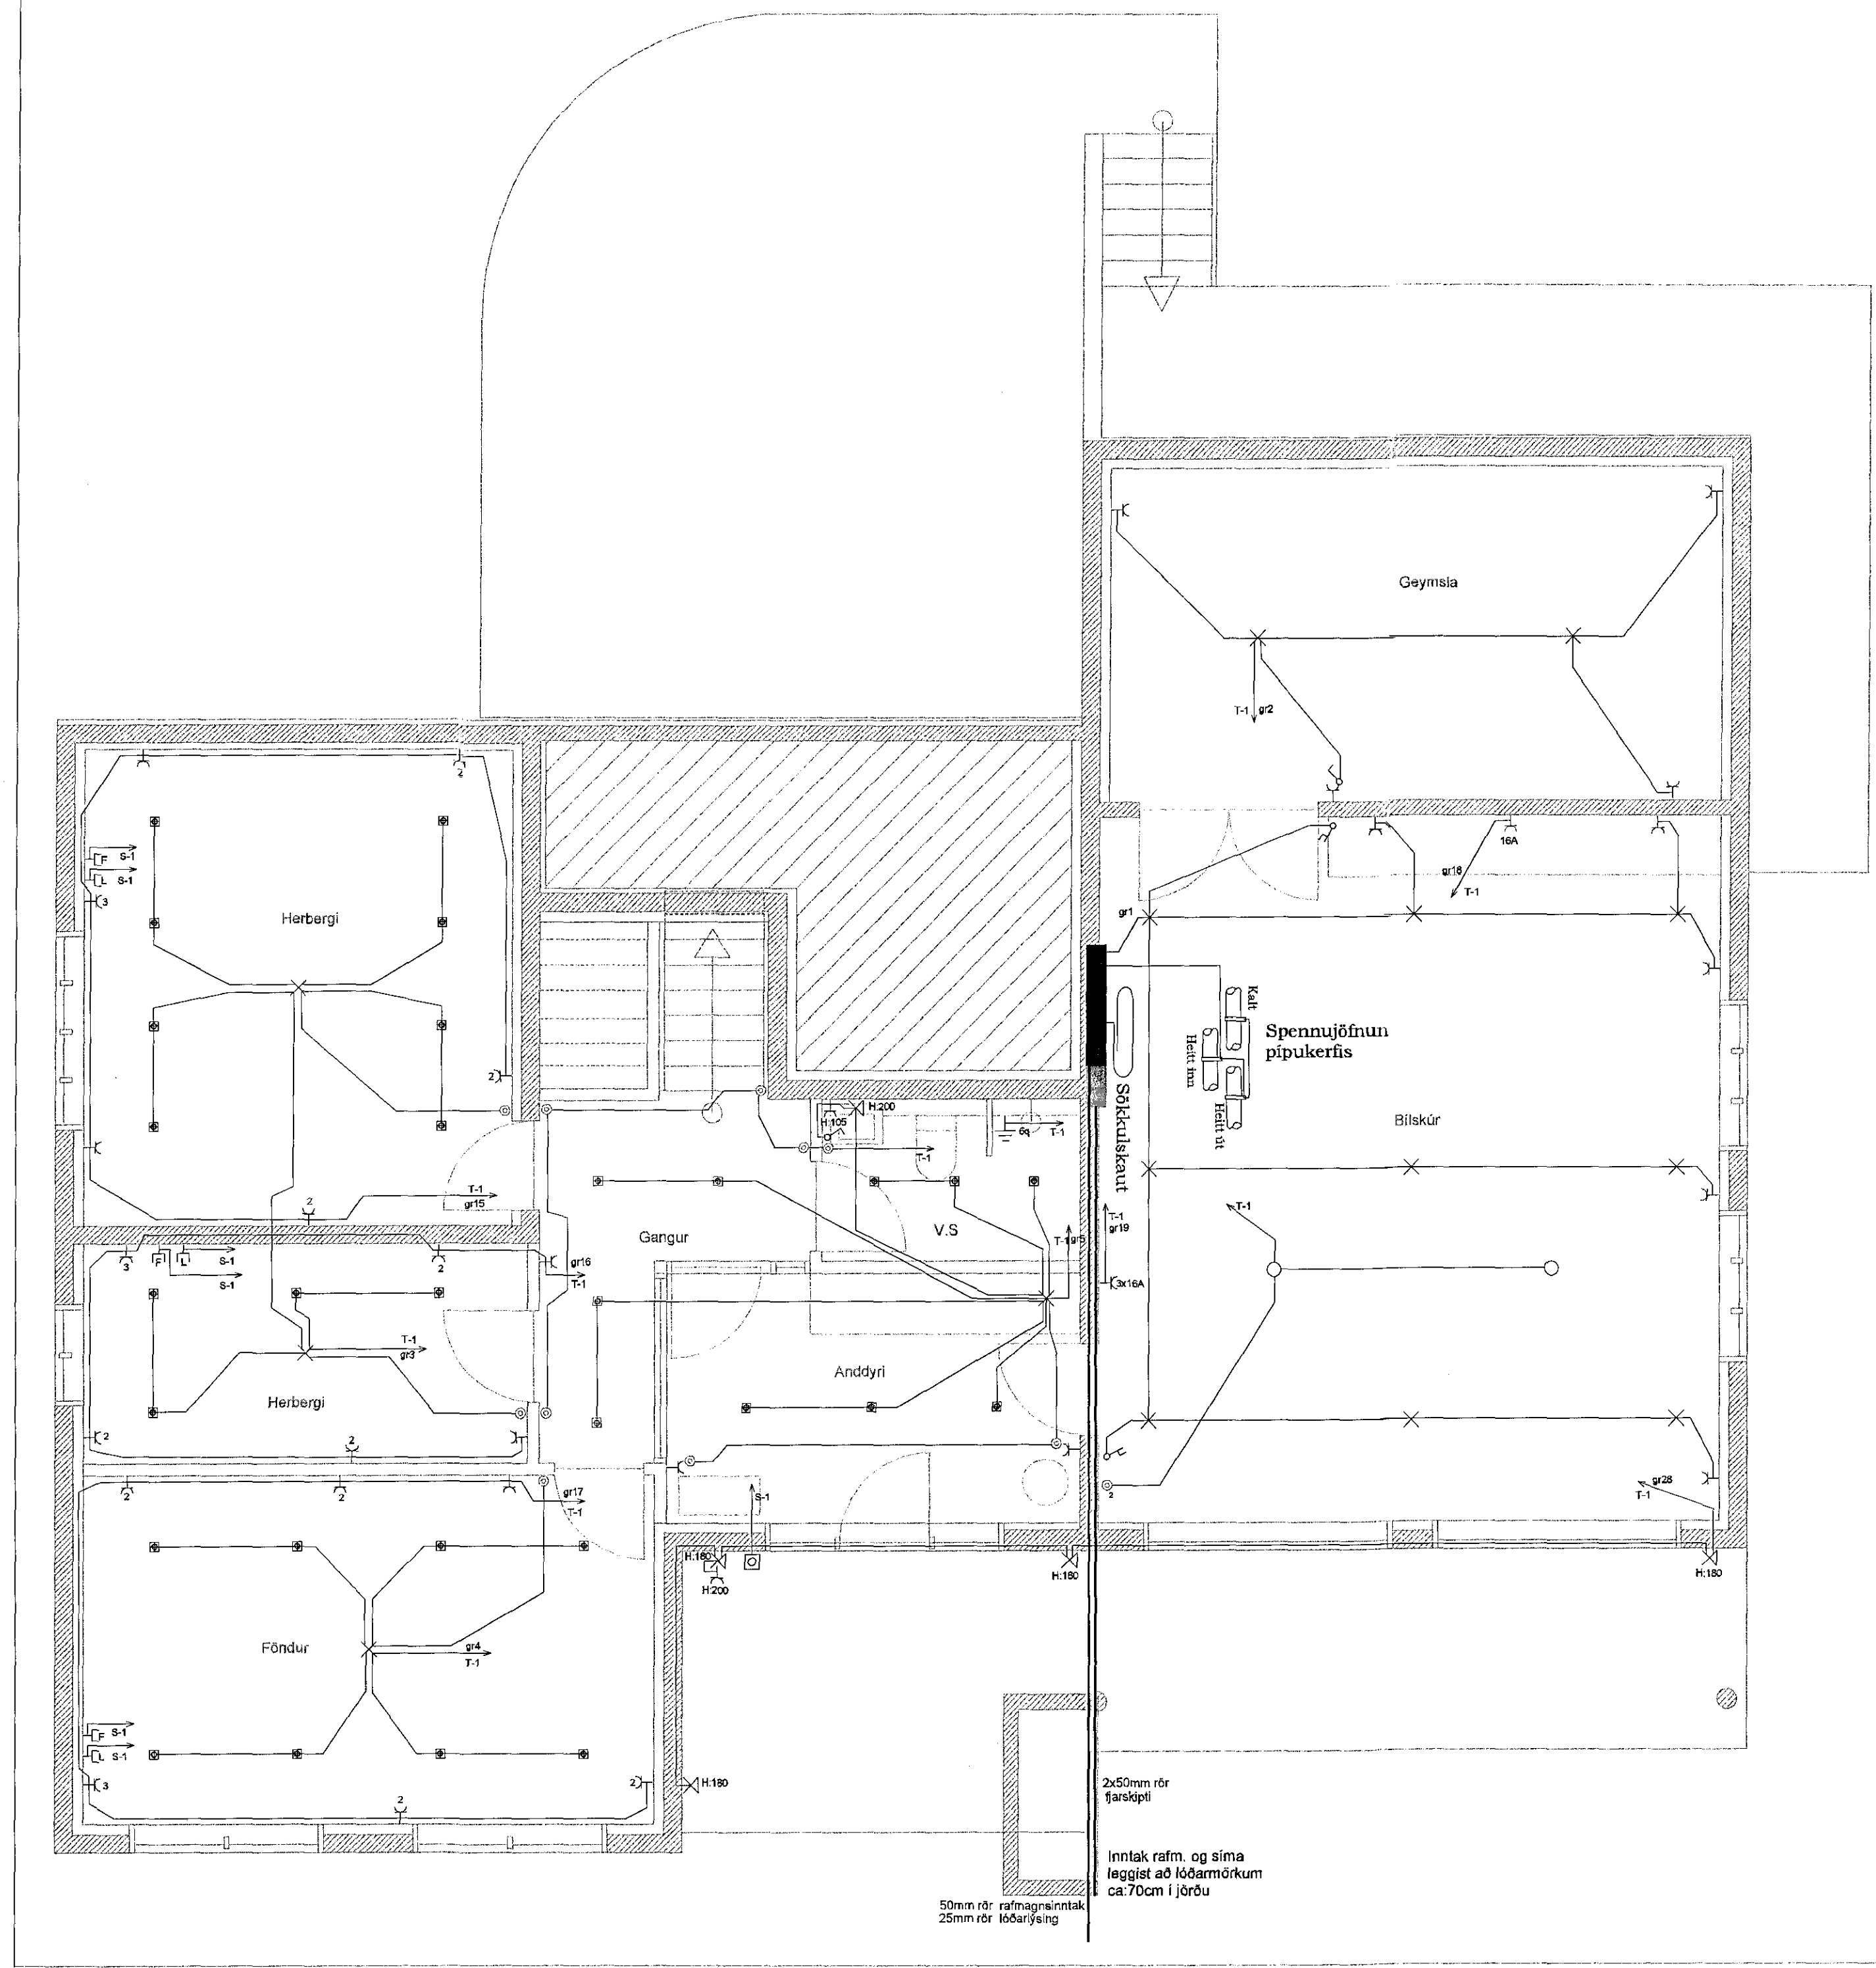 Geymsla
T-1 gr2
2
16A
gr18
T-1
F S-1
L S-1
3
Herbergi
gr1
Kalt
Spennujöfnun
pípukerfis
Heitt inn
Heitt út
Sökkulskaut
2
H:200
H:105
6q T-1
T-1
Bílskúr
T-1
gr15
2
T-1
gr19
T-1
Gangur
V.S
T-1 gr5
3
F
L
S-1
S-1
2
gr16
T-1
3x16A
T-1
gr3
Anddyri
Herbergi
2
2
2
2
gr17
T-1
S-1
2
gr28
T-1
H:180
H:200
H:180
H:180
Föndur
gr4
T-1
F S-1
L S-1
3
2
2
H:180
2x50mm rör
fjarskipti
Inntak rafm. og síma
leggist að lóðarmörkum
ca:70cm í jörðu
50mm rör rafmagnsinntak
25mm rör lóðarlýsing